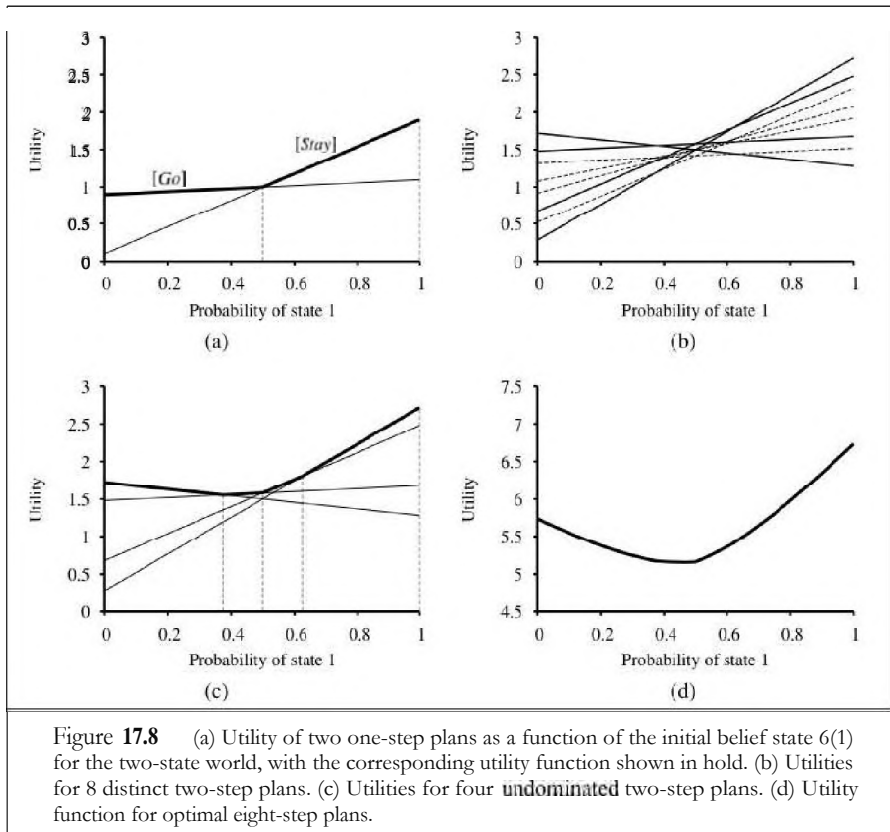 3
2.5
2
1.5
1
0.5
0
Utility
[Go]
[Stay]
0 0.2 0.4 0.6 0.8 1
Probability of state 1
(a)
3
2.5
2
1.5
1
0.5
0
Utility
0 0.2 0.4 0.6 0.8 1
Probability of state 1
(b)
3
2.5
2
1.5
1
0.5
0
Utility
0 0.2 0.4 0.6 0.8 1
Probability of state 1
(c)
7.5
7
6.5
6
5.5
5
4.5
Utility
0 0.2 0.4 0.6 0.8 1
Probability of state 1
(d)
Figure 17.8 (a) Utility of two one-step plans as a function of the initial belief state 6(1)
for the two-state world, with the corresponding utility function shown in hold. (b) Utilities
for 8 distinct two-step plans. (c) Utilities for four undominated two-step plans. (d) Utility
function for optimal eight-step plans.